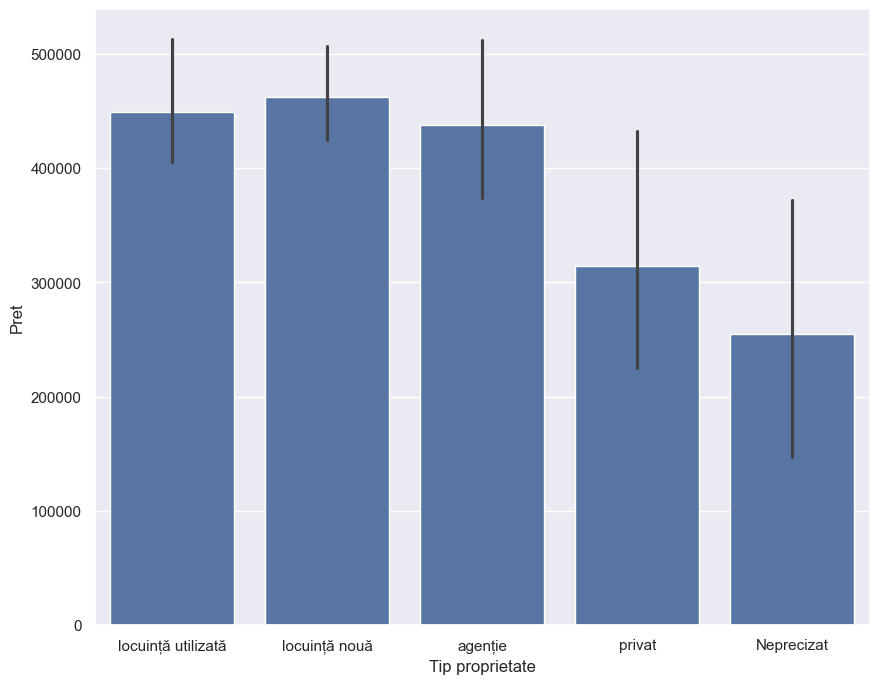 500000
400000
300000
200000
100000
0
Pret
locuință utilizată
locuință nouă
agenție
privat
Neprecizat
Tip proprietate